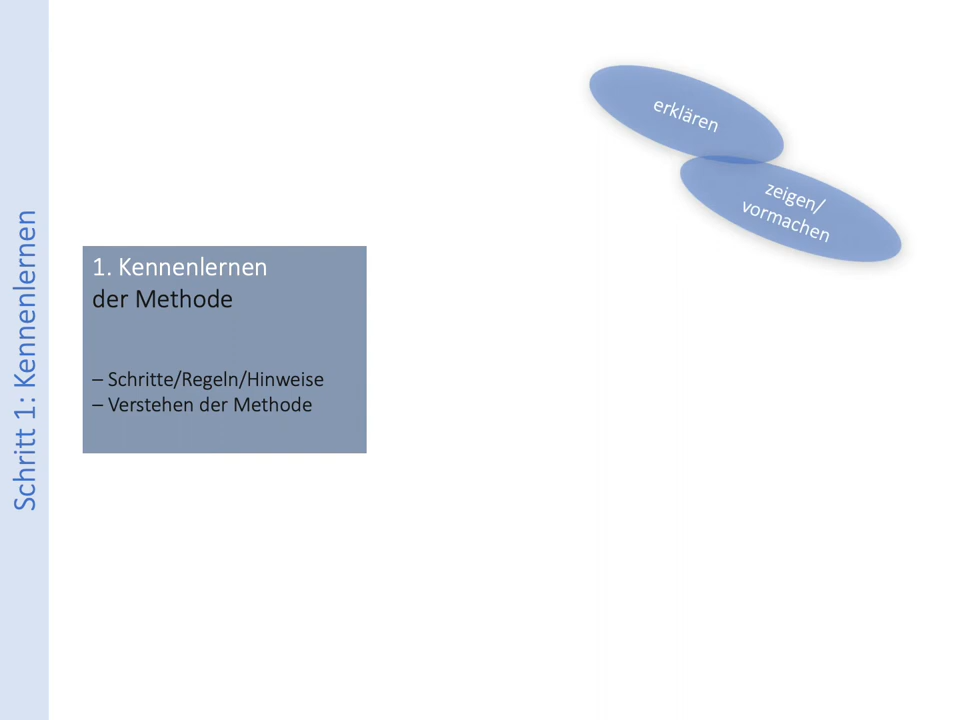 Schritt 1: Kennenlernen
1. Kennenlernen
der Methode
– Schritte/Regeln/Hinweise
– Verstehen der Methode
erklären
zeigen/
vormachen